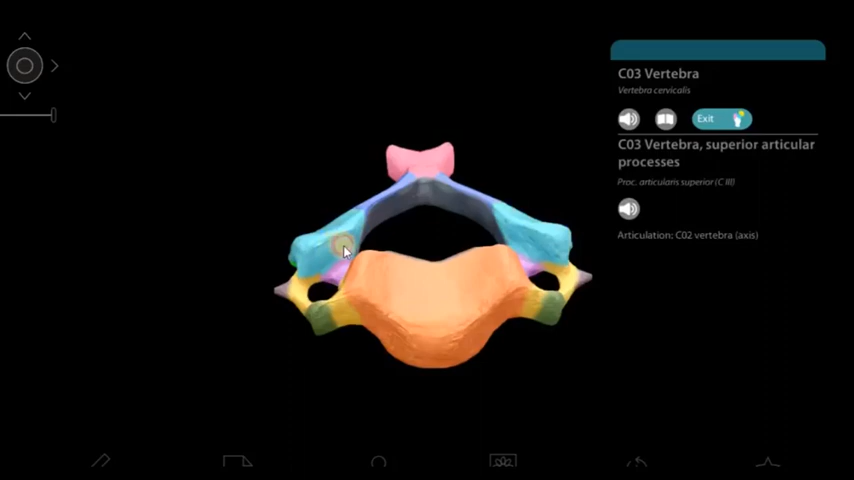 C03 Vertebra
Vertebra cervicalis
Exit
C03 Vertebra, superior articular
processes
Proc. articularis superior (C III)
Articulation: C02 vertebra (axis)